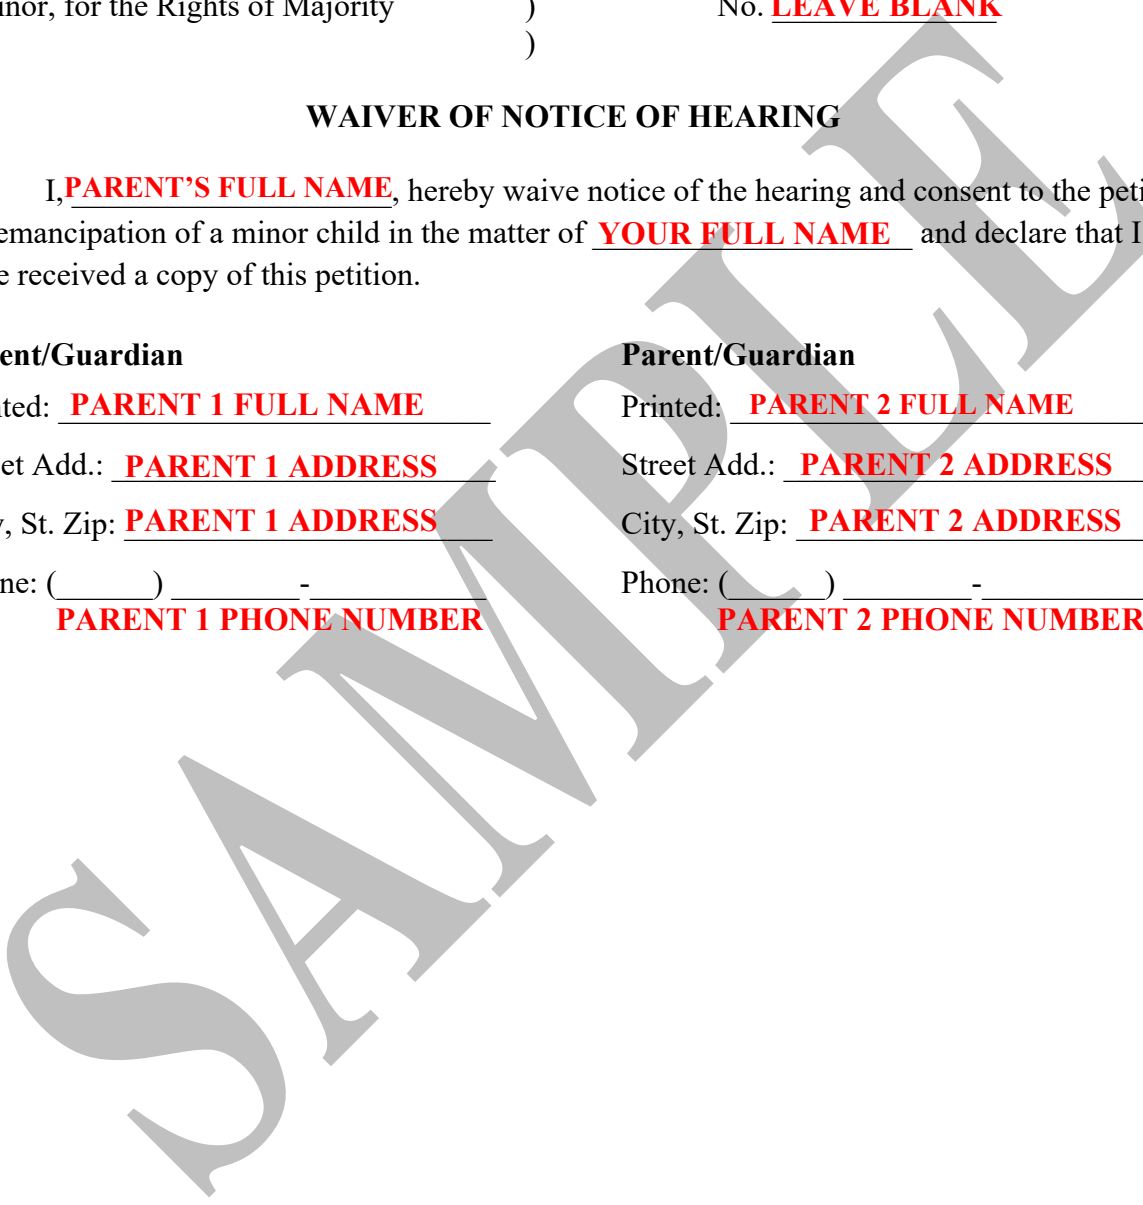 inor, for the Rights of Majority ) No. LEAVE BLANK
)
WAIVER OF NOTICE OF HEARING
I, PARENT’S FULL NAME, hereby waive notice of the hearing and consent to the peti
emancipation of a minor child in the matter of YOUR FULL NAME and declare that I
e received a copy of this petition.
ent/Guardian Parent/Guardian
ted: PARENT 1 FULL NAME Printed: PARENT 2 FULL NAME
et Add.: PARENT 1 ADDRESS Street Add.: PARENT 2 ADDRESS
, St. Zip: PARENT 1 ADDRESS City, St. Zip: PARENT 2 ADDRESS
ne: (______) ________-___________ Phone: (______) ________-___________
PARENT 1 PHONE NUMBER PARENT 2 PHONE NUMBER
SAMPLE